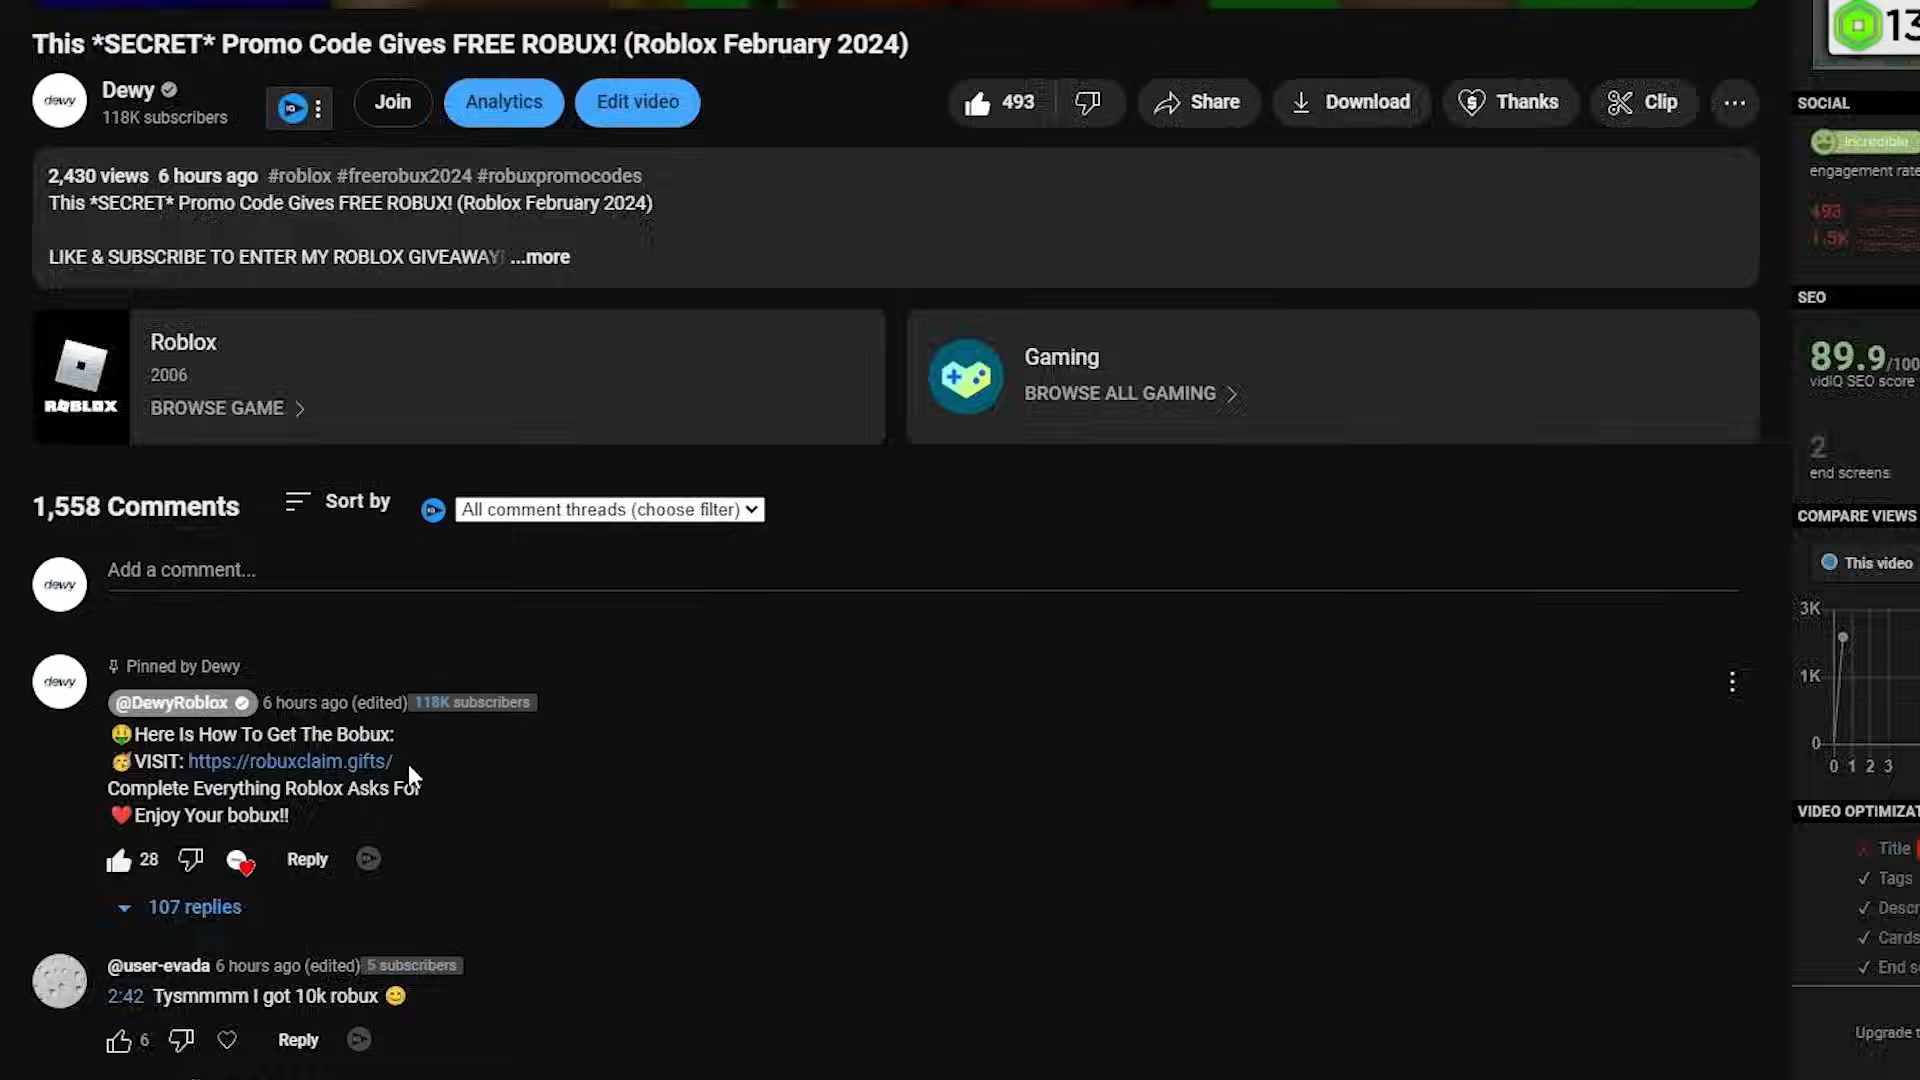 This *SECRET* Promo Code Gives FREE ROBUX! (Roblox February 2024)
13
dewy
Dewy
118K subscribers
Join
Analytics
Edit video
493
Share
Download
Thanks
Clip
SOCIAL
incredible
engagement rate
493
1.5K
2,430 views 6 hours ago #roblox #freerobux2024 #robuxpromocodes
This *SECRET* Promo Code Gives FREE ROBUX! (Roblox February 2024)
LIKE & SUBSCRIBE TO ENTER MY ROBLOX GIVEAWAY! ...more
SEO
89.9/100
vidIQ SEO score
2
end screens
Roblox
2006
BROWSE GAME
ROBLOX
Gaming
BROWSE ALL GAMING
1,558 Comments
Sort by
All comment threads (choose filter)
COMPARE VIEWS
This video
3K
1K
0
0 1 2 3
dewy
Add a comment...
dewy
Pinned by Dewy
@DewyRoblox 6 hours ago (edited) 118K subscribers
🤑Here Is How To Get The Bobux:
🥳VISIT: https://robuxclaim.gifts/
Complete Everything Roblox Asks For
❤️Enjoy Your bobux!!
28
Reply
107 replies
VIDEO OPTIMIZAT
Title
Tags
Descr
Cards
End s
Upgrade t
@user-evada 6 hours ago (edited) 5 subscribers
2:42 Tysmmmm I got 10k robux 😊
6
Reply